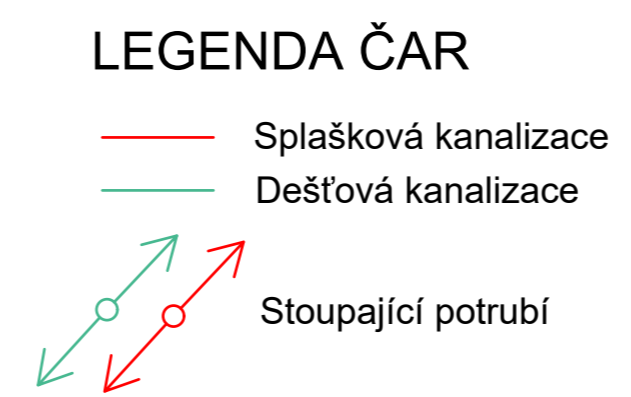 LEGENDA ČAR
Splašková kanalizace
Dešťová kanalizace
Stoupající potrubí